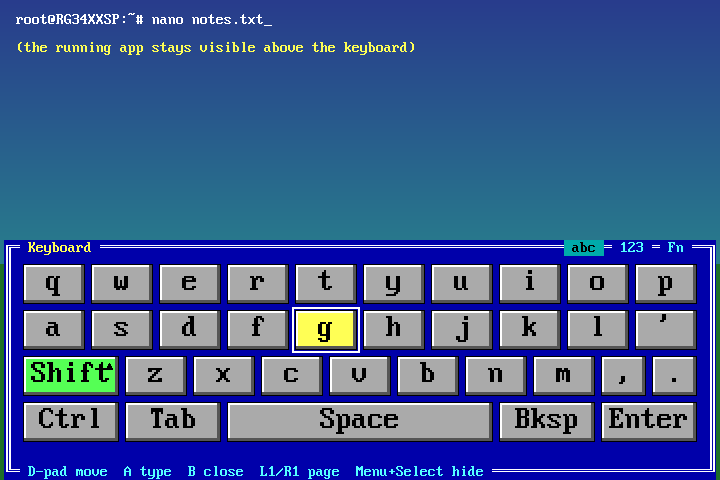 root@RG34XXSP:~# nano notes.txt_
(the running app stays visible above the keyboard)
Keyboard abc 123 Fn
q w e r t y u i o p
a s d f g h j k l '
Shift z x c v b n m , .
Ctrl Tab Space Bksp Enter
D-pad move A type B close L1/R1 page Menu+Select hide